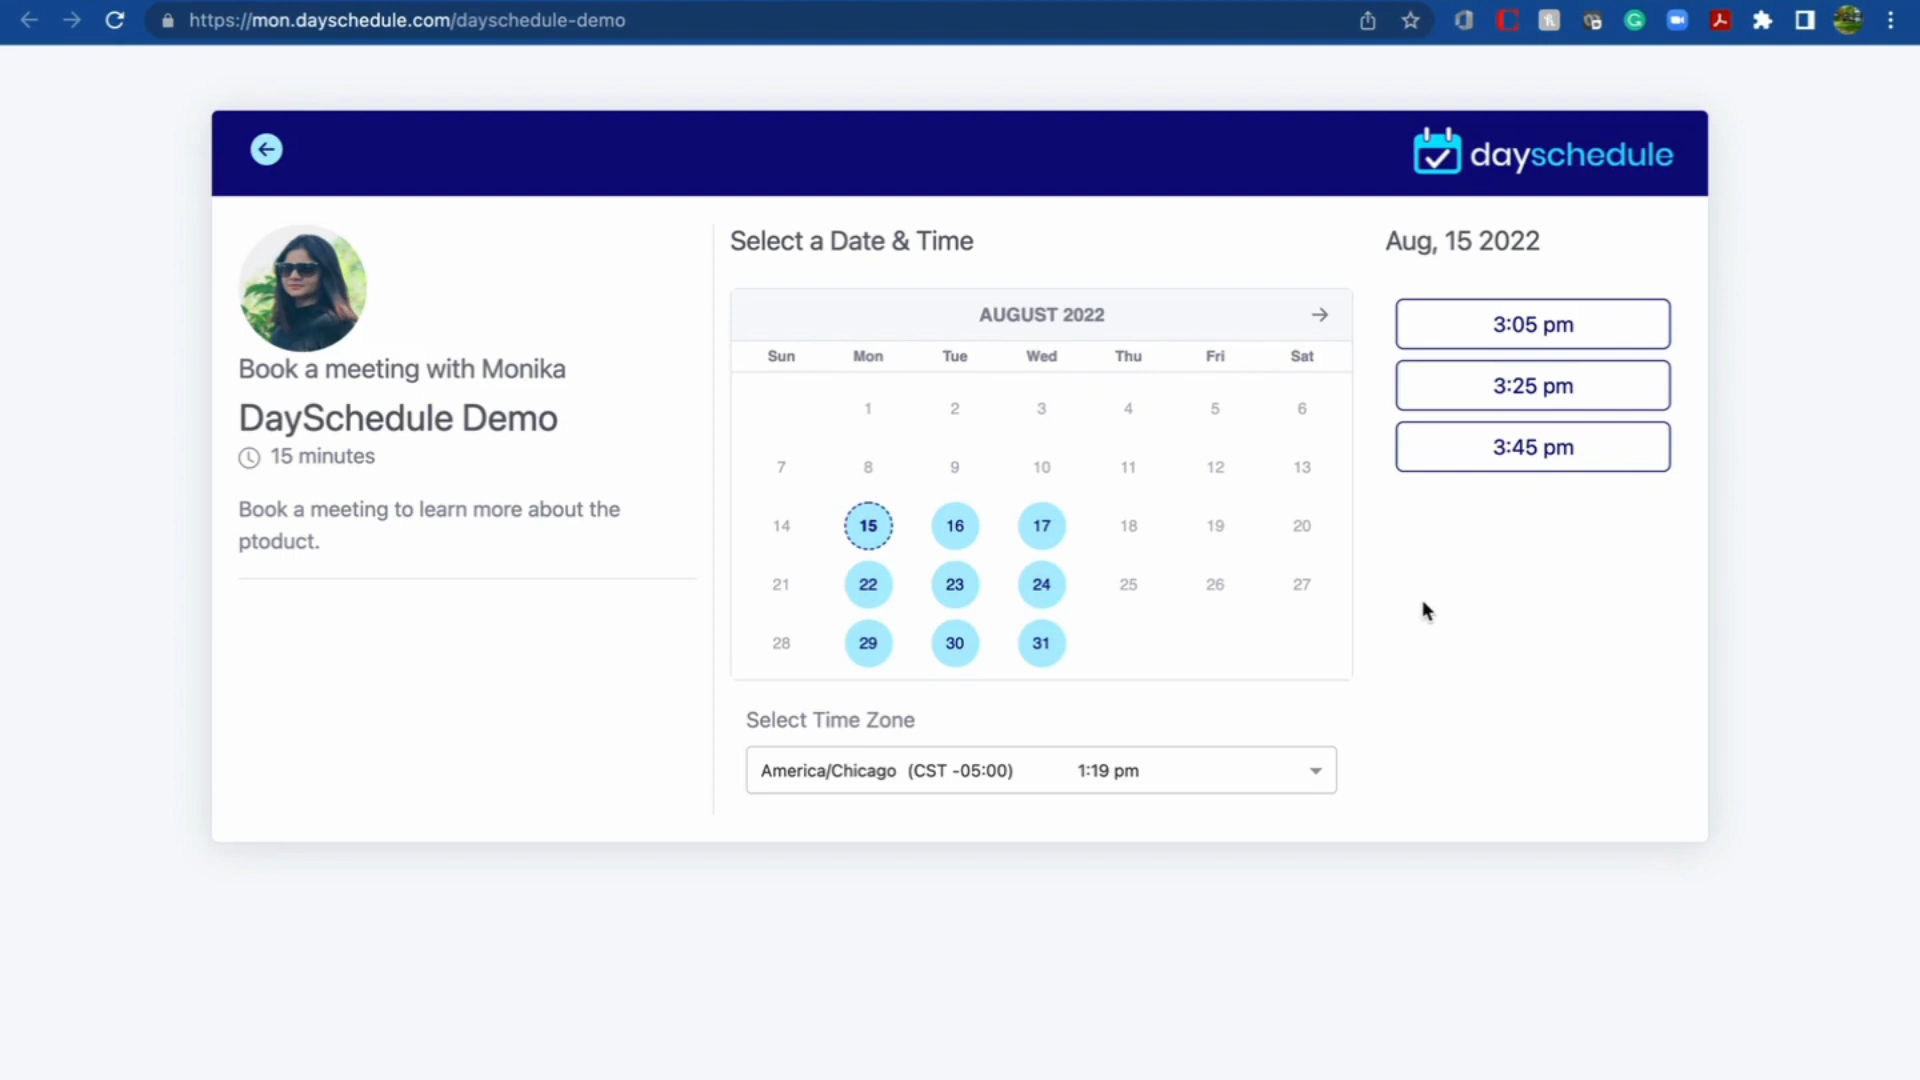 https://mon.dayschedule.com/dayschedule-demo
dayschedule
Book a meeting with Monika
DaySchedule Demo
15 minutes
Book a meeting to learn more about the
ptoduct.
Select a Date & Time
AUGUST 2022
Sun Mon Tue Wed Thu Fri Sat
1 2 3 4 5 6
7 8 9 10 11 12 13
14 15 16 17 18 19 20
21 22 23 24 25 26 27
28 29 30 31
Select Time Zone
America/Chicago (CST -05:00) 1:19 pm
Aug, 15 2022
3:05 pm
3:25 pm
3:45 pm